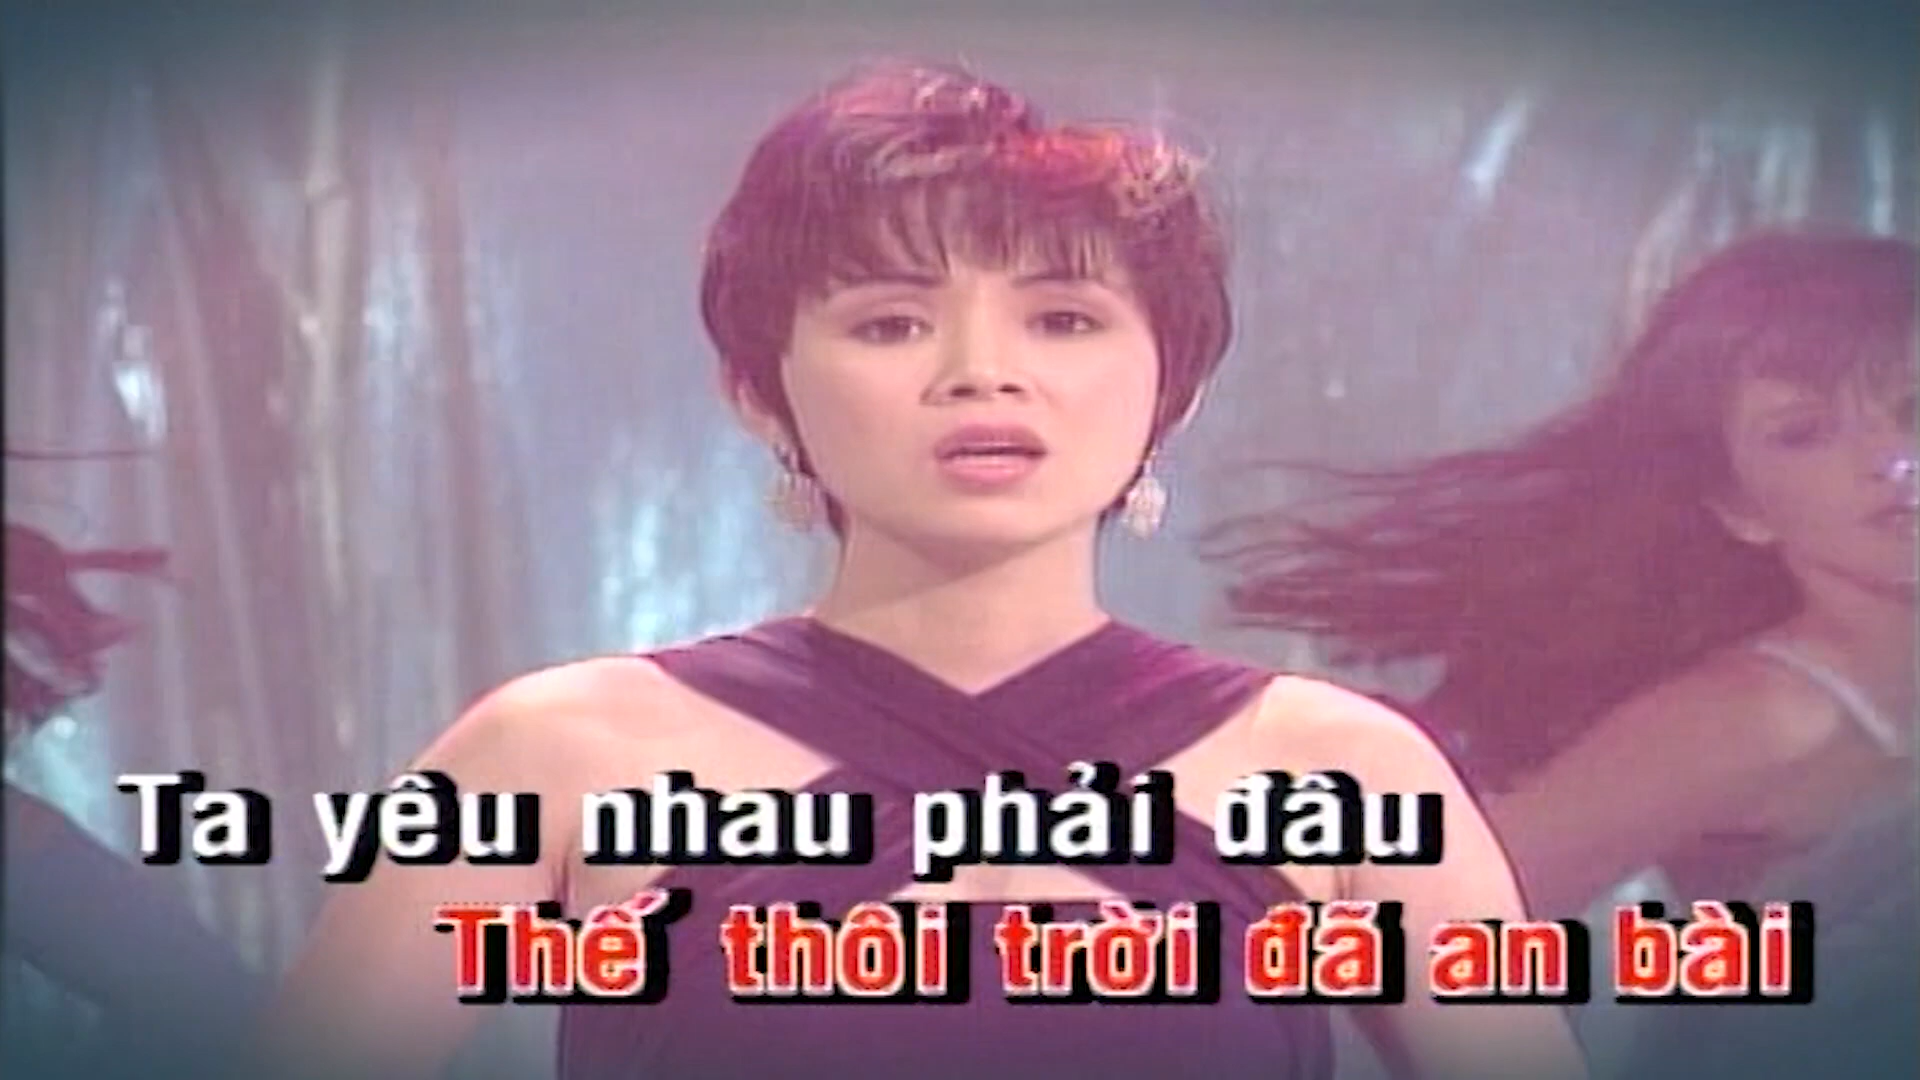 Ta yêu nhau phải đâu
Thế thôi trời đã an bài